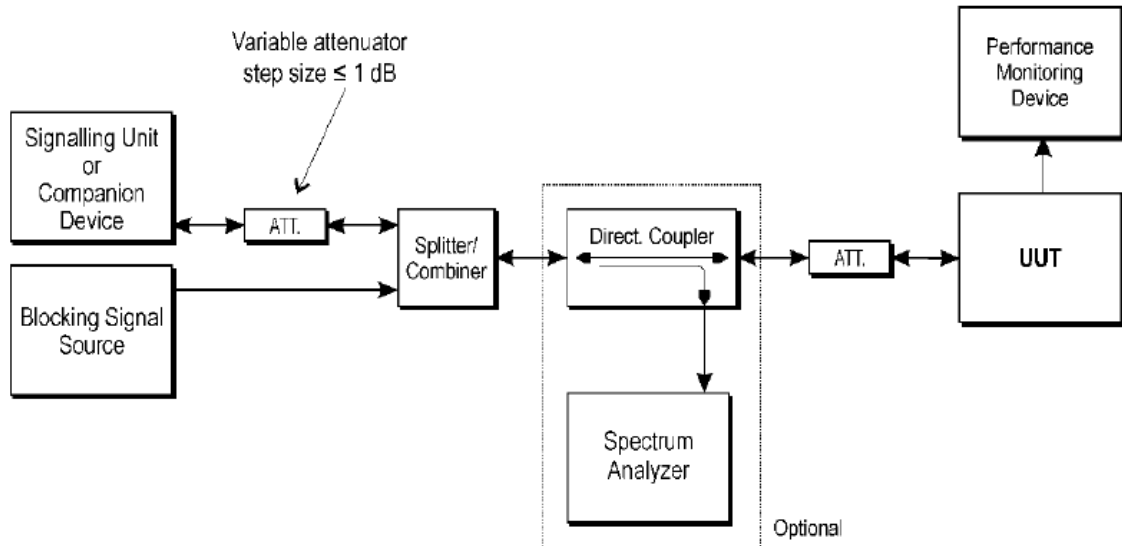 Variable attenuator
step size ≤ 1 dB
Performance
Monitoring
Device
Signalling Unit
or
Companion
Device
ATT.
Splitter/
Combiner
Direct. Coupler
ATT.
UUT
Blocking Signal
Source
Spectrum
Analyzer
Optional